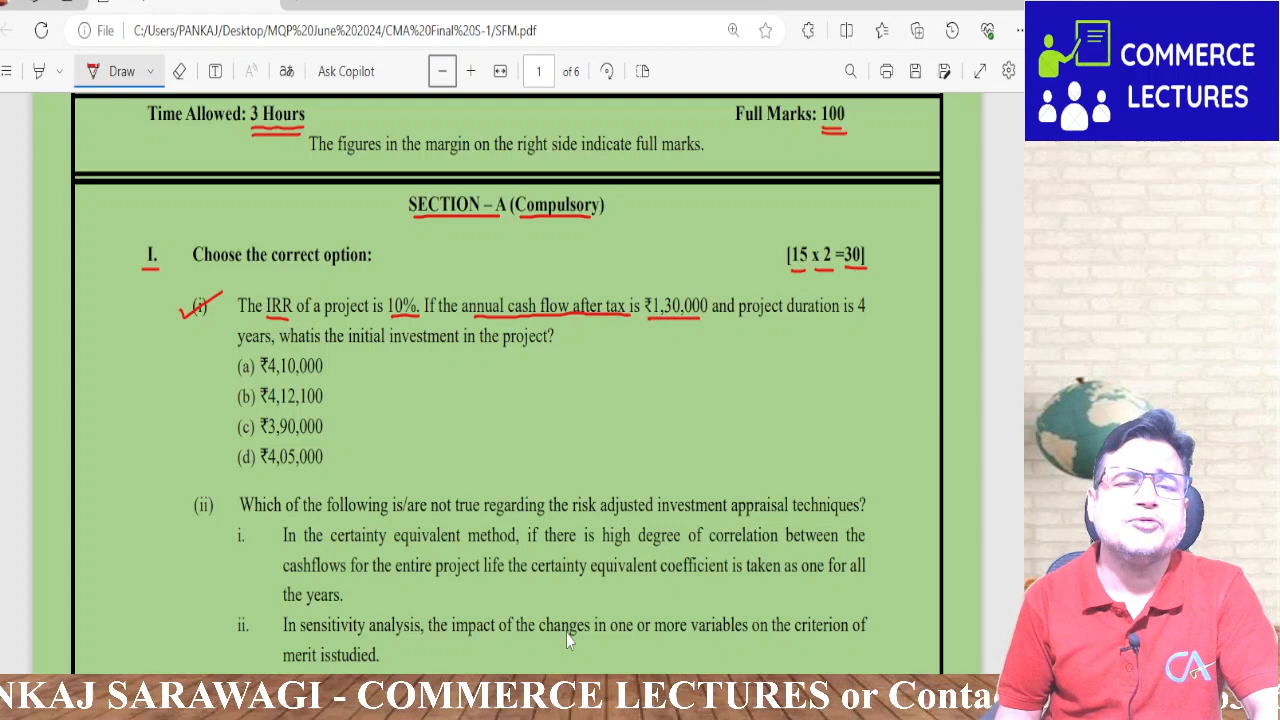 File
C:/Users/PANKAJ/Desktop/MQP%20June%202024/CMA%20Final%20S-1/SFM.pdf
Draw
T
aあ
Ask Copilot
1 of 6
COMMERCE
LECTURES
Time Allowed: 3 Hours Full Marks: 100
The figures in the margin on the right side indicate full marks.
SECTION – A (Compulsory)
I. Choose the correct option: [15 x 2 =30]
(i) The IRR of a project is 10%. If the annual cash flow after tax is ₹1,30,000 and project duration is 4
years, whatis the initial investment in the project?
(a) ₹4,10,000
(b) ₹4,12,100
(c) ₹3,90,000
(d) ₹4,05,000
(ii) Which of the following is/are not true regarding the risk adjusted investment appraisal techniques?
i. In the certainty equivalent method, if there is high degree of correlation between the
cashflows for the entire project life the certainty equivalent coefficient is taken as one for all
the years.
ii. In sensitivity analysis, the impact of the changes in one or more variables on the criterion of
merit isstudied.
CA
NKAJ SARAWAGI - COMMERCE LECTURES or Conta